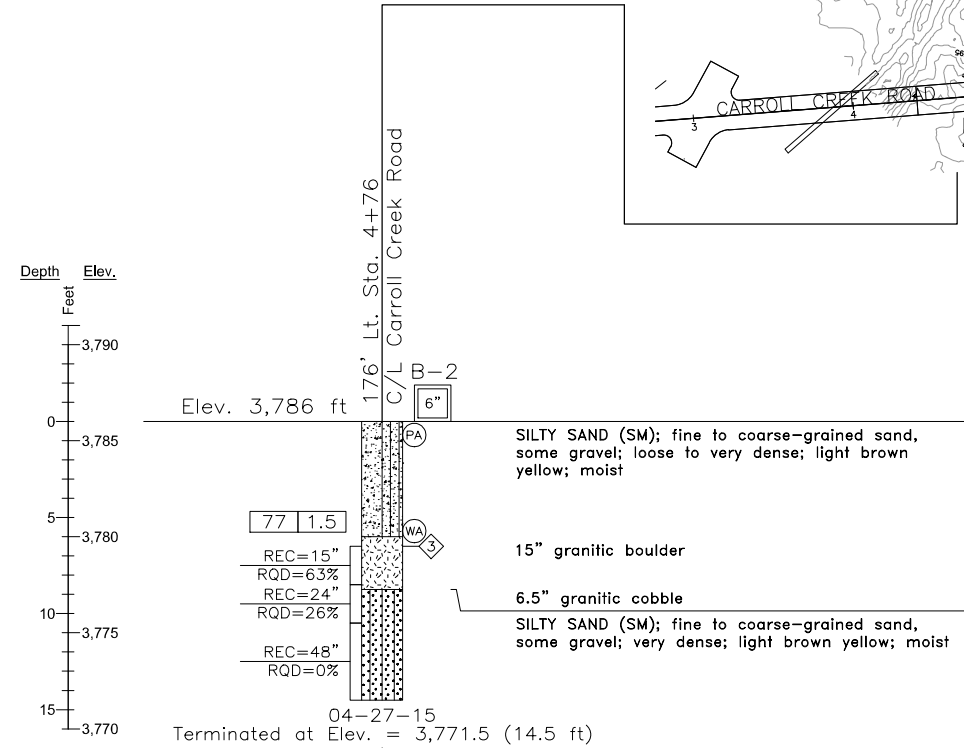 CARROLL CREEK ROAD
3
4
176' Lt. Sta. 4+76
C/L Carroll Creek Road
Depth Elev.
Feet
3,790
B-2
6"
Elev. 3,786 ft
0
3,785
PA
SILTY SAND (SM); fine to coarse-grained sand,
some gravel; loose to very dense; light brown
yellow; moist
5
77 1.5
WA
3,780
3
15" granitic boulder
REC=15"
RQD=63%
REC=24"
6.5" granitic cobble
RQD=26%
10
3,775
SILTY SAND (SM); fine to coarse-grained sand,
some gravel; very dense; light brown yellow; moist
REC=48"
RQD=0%
15
04-27-15
3,770
Terminated at Elev. = 3,771.5 (14.5 ft)